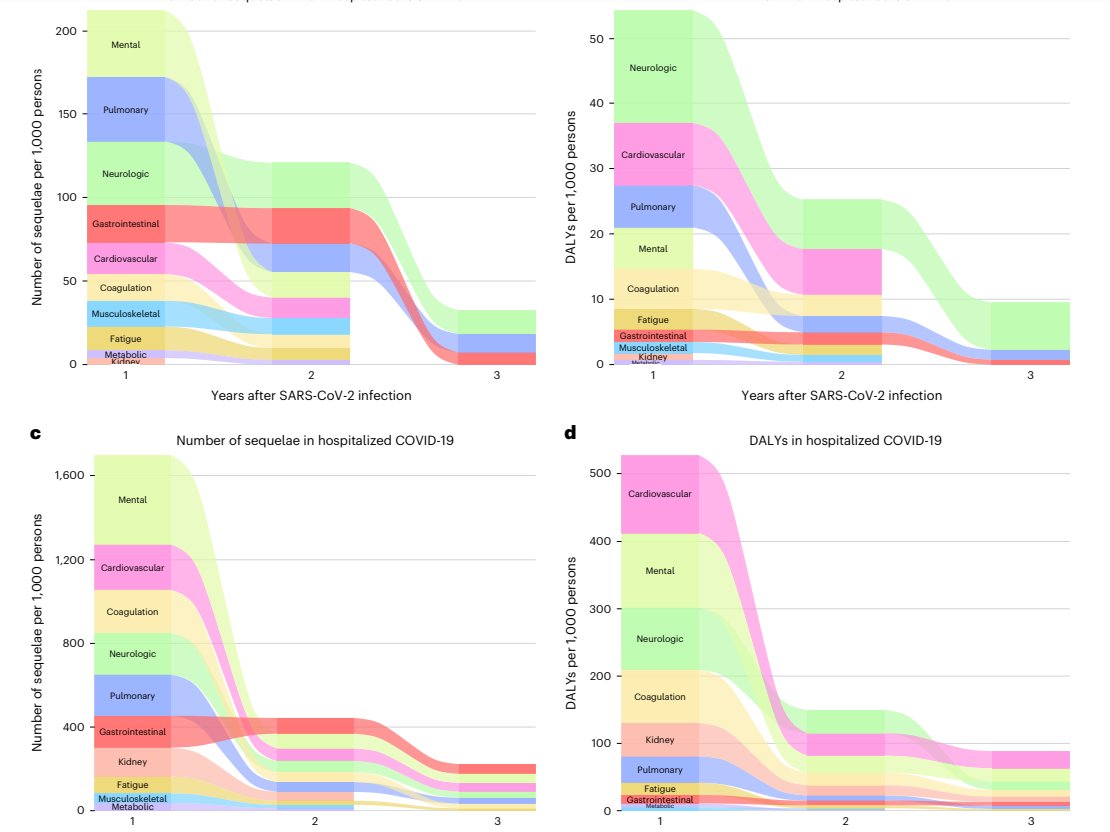 200
150
100
50
0
Number of sequelae per 1,000 persons
Mental
Pulmonary
Neurologic
Gastrointestinal
Cardiovascular
Coagulation
Musculoskeletal
Fatigue
Metabolic
Kidney
1 2 3
Years after SARS-CoV-2 infection
50
40
30
20
10
0
DALYs per 1,000 persons
Neurologic
Cardiovascular
Pulmonary
Mental
Coagulation
Fatigue
Gastrointestinal
Musculoskeletal
Kidney
Metabolic
1 2 3
Years after SARS-CoV-2 infection
c
Number of sequelae in hospitalized COVID-19
1,600
1,200
800
400
0
Number of sequelae per 1,000 persons
Mental
Cardiovascular
Coagulation
Neurologic
Pulmonary
Gastrointestinal
Kidney
Fatigue
Musculoskeletal
Metabolic
1 2 3
d
DALYs in hospitalized COVID-19
500
400
300
200
100
0
DALYs per 1,000 persons
Cardiovascular
Mental
Neurologic
Coagulation
Kidney
Pulmonary
Fatigue
Gastrointestinal
Metabolic
1 2 3